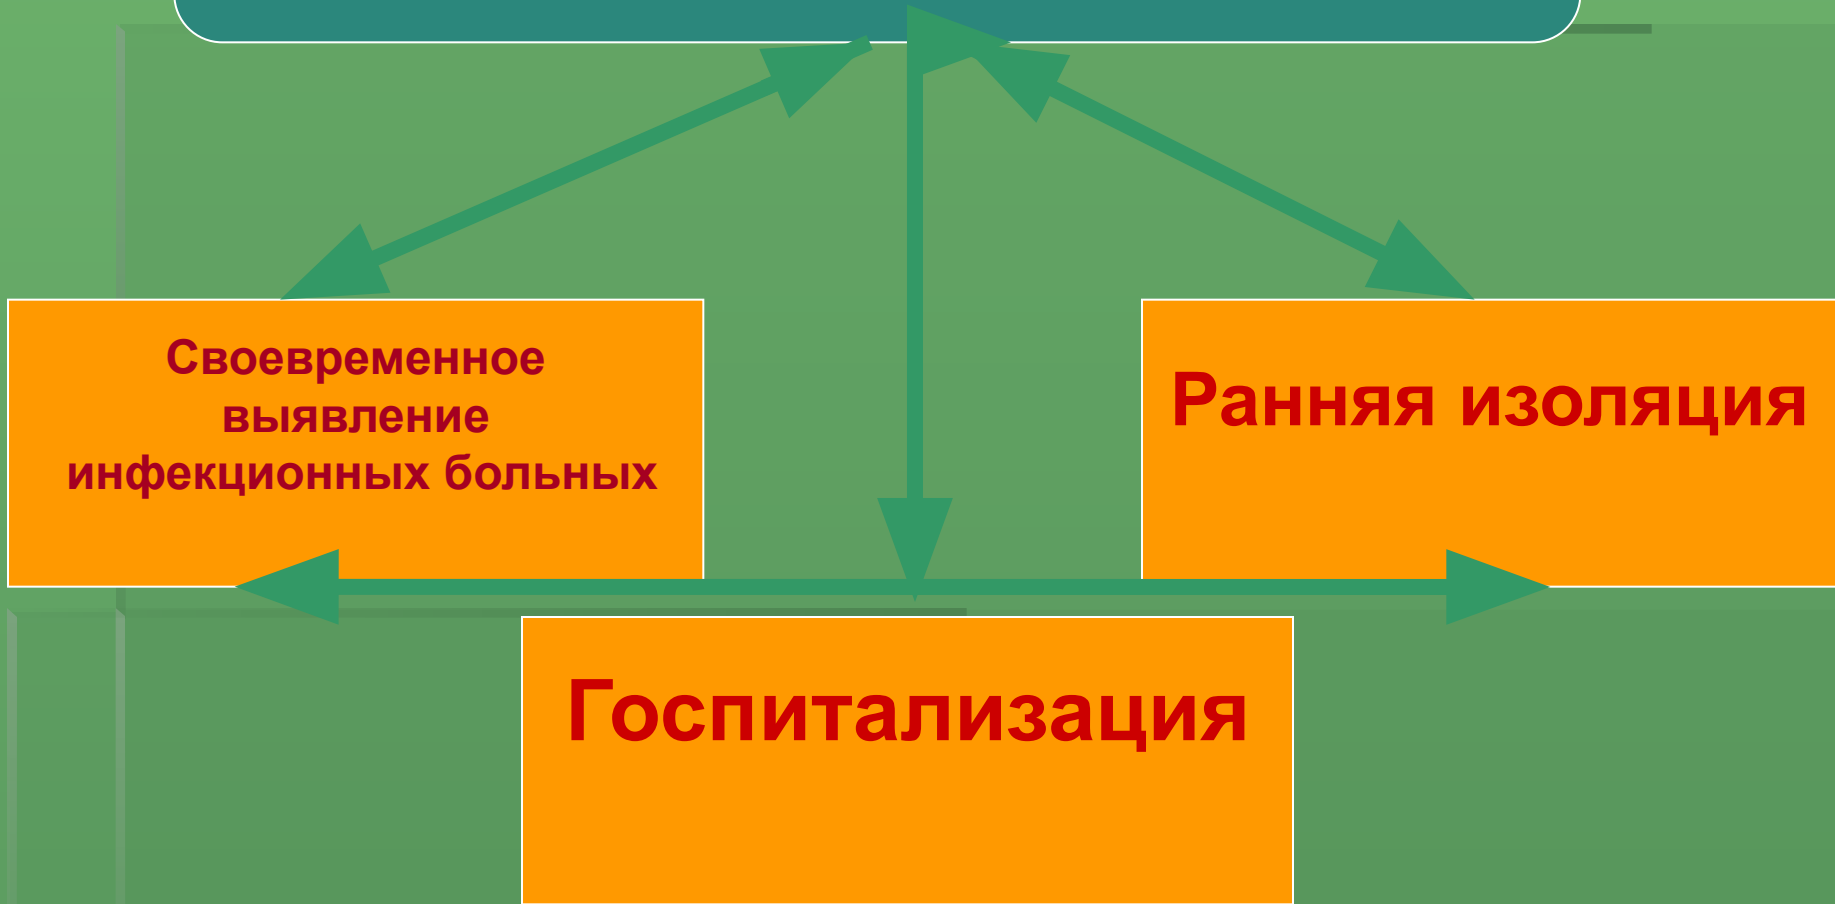 Своевременное
выявление
инфекционных больных
Ранняя изоляция
Госпитализация